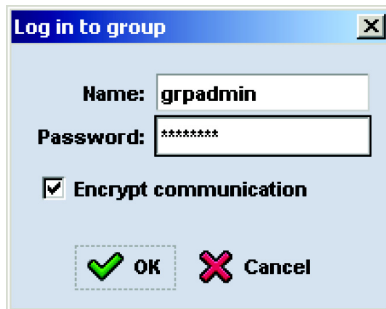 Log in to group
Name: grpadmin
Password: ********
Encrypt communication
OK Cancel